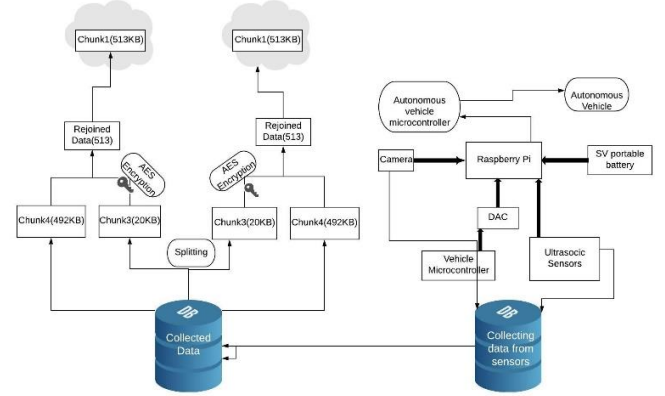 Chunk1(513KB)
Chunk1(513KB)
Rejoined
Data(513)
Rejoined
Data(513)
AES
Encryption
AES
Encryption
Chunk4(492KB)
Chunk3(20KB)
Chunk3(20KB)
Chunk4(492KB)
Splitting
DB
Collected
Data
Autonomous
vehicle
microcontroller
Autonomous
Vehicle
Camera
Raspberry Pi
SV portable
battery
DAC
Vehicle
Microcontroller
Ultrasocic
Sensors
DB
Collecting
data from
sensors